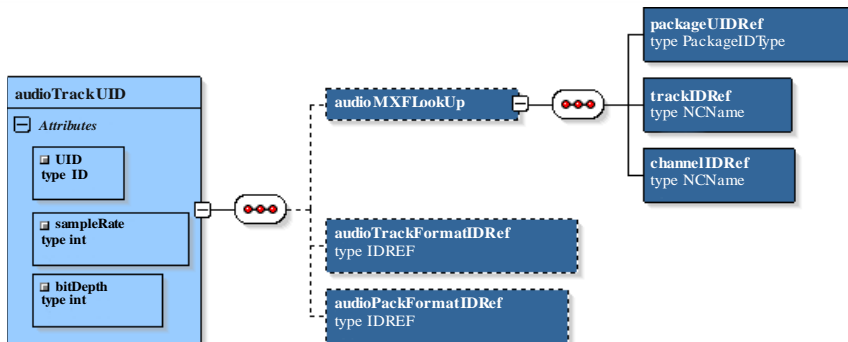 audioTrackUID
Attributes
UID
type ID
sampleRate
type int
bitDepth
type int
audioMXFLookUp
audioTrackFormatIDRef
type IDREF
audioPackFormatIDRef
type IDREF
packageUIDRef
type PackageIDType
trackIDRef
type NCName
channelIDRef
type NCName